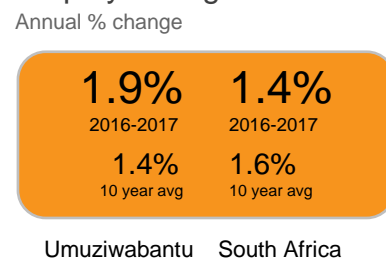 Annual % change
1.9% 1.4%
2016-2017 2016-2017
1.4% 1.6%
10 year avg 10 year avg
Umuziwabantu South Africa